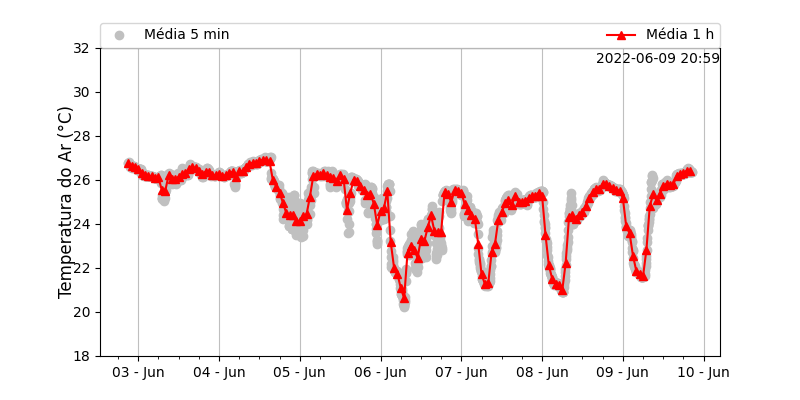 Média 5 min
Média 1 h
2022-06-09 20:59
Temperatura do Ar (°C)
32
30
28
26
24
22
20
18
03 - Jun
04 - Jun
05 - Jun
06 - Jun
07 - Jun
08 - Jun
09 - Jun
10 - Jun